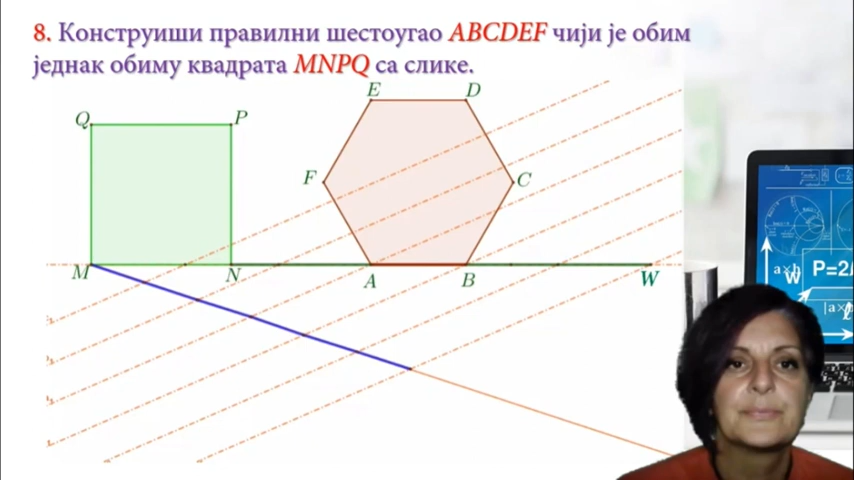 8. Конструиши правилни шестоугао ABCDEF чији је обим
једнак обиму квадрата MNPQ са слике.
E D
Q P
F C
M N A B W
a×b W P=2